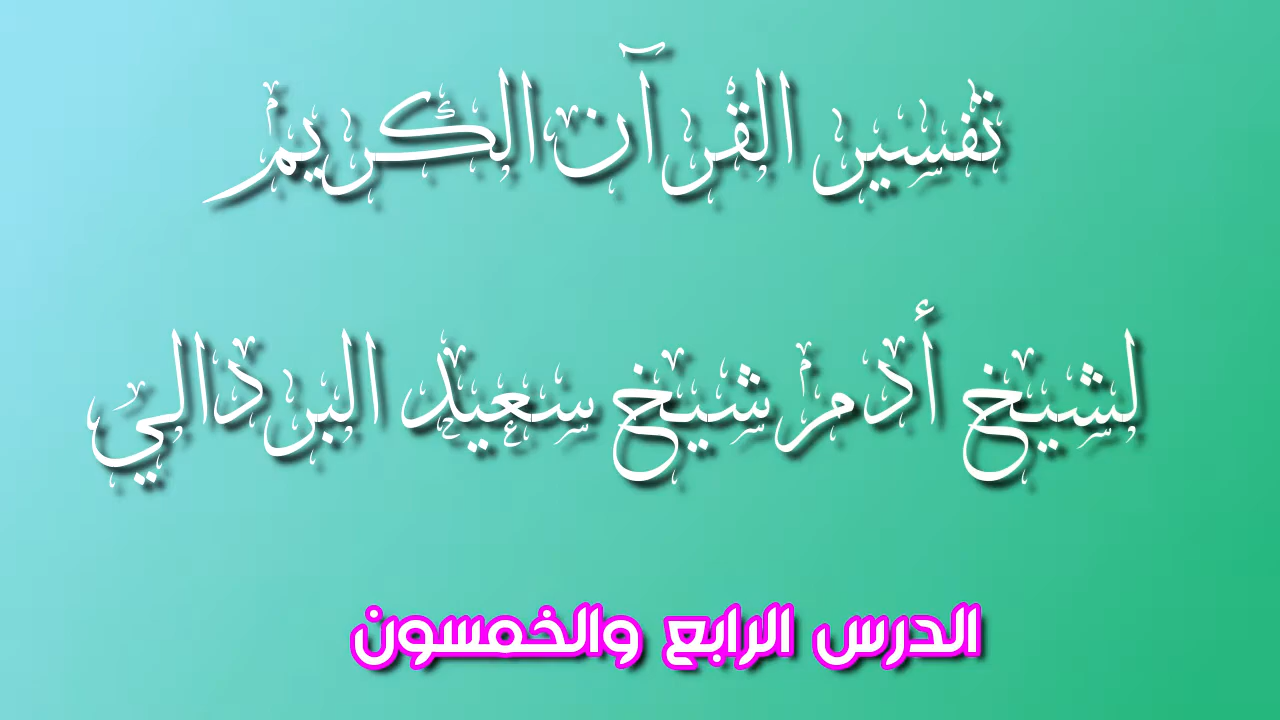 تفسير القرآن الكريم
لشيخ أدم شيخ سعيد البردالي
الدرس الرابع والخمسون